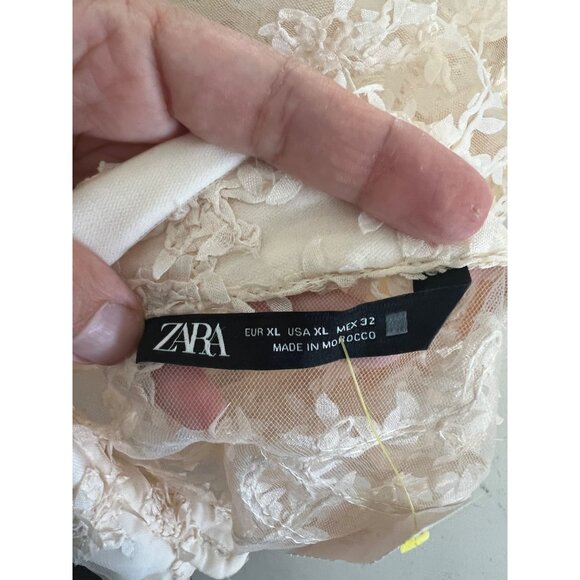 ZARA
EUR XL USA XL MEX 32
MADE IN MOROCCO